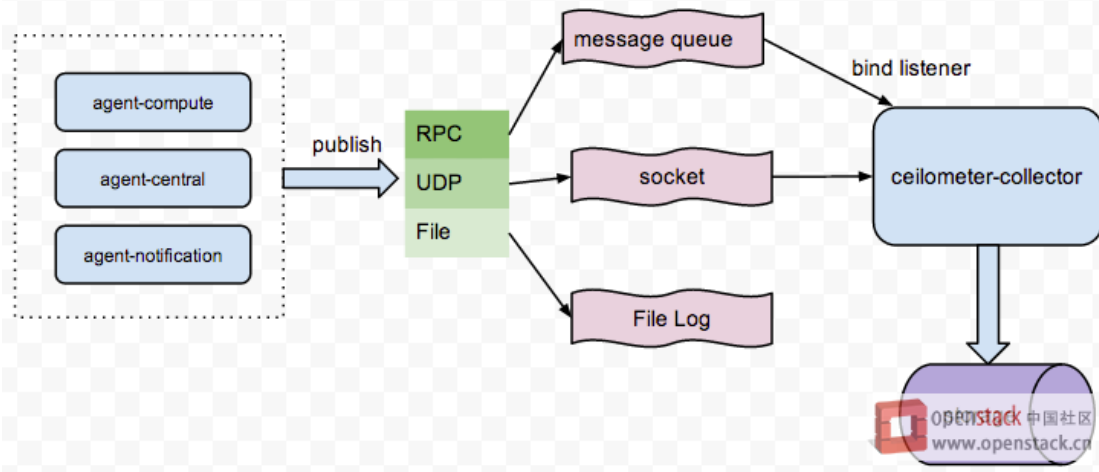 agent-compute
agent-central
agent-notification
publish
RPC
UDP
File
message queue
socket
File Log
bind listener
ceilometer-collector
openstack 中国社区
www.openstack.cn